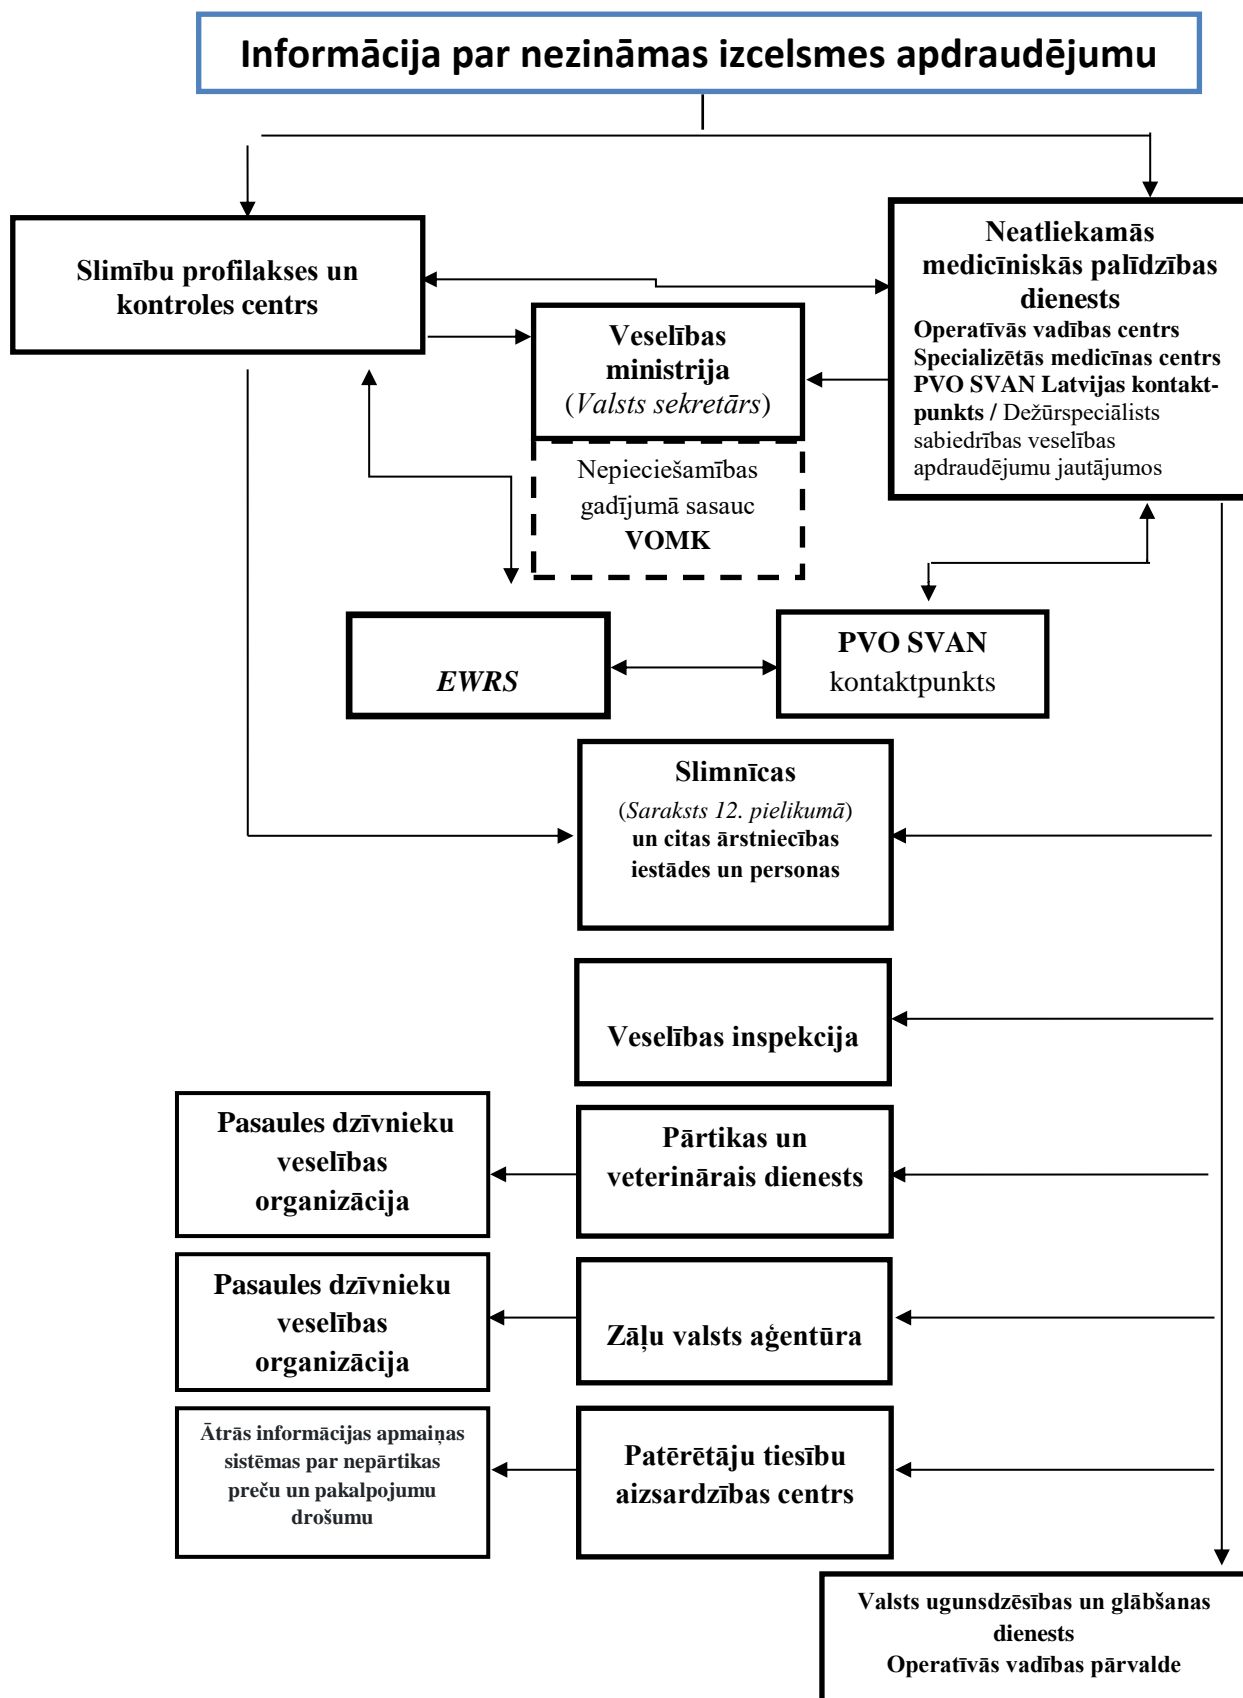 Informācija par nezināmas izcelsmes apdraudējumu
Slimību profilakses un
kontroles centrs
Neatliekamās
medicīniskās palīdzības
dienests
Operatīvās vadības centrs
Specializētās medicīnas centrs
PVO SVAN Latvijas kontakt-
punkts / Dežūrspeciālists
sabiedrības veselības
apdraudējumu jautājumos
Veselības
ministrija
(Valsts sekretārs)
Nepieciešamības
gadījumā sasauc
VOMK
EWRS
PVO SVAN
kontaktpunkts
Slimnīcas
(Saraksts 12. pielikumā)
un citas ārstniecības
iestādes un personas
Veselības inspekcija
Pasaules dzīvnieku
veselības
organizācija
Pārtikas un
veterinārais dienests
Pasaules dzīvnieku
veselības
organizācija
Zāļu valsts aģentūra
Ātrās informācijas apmaiņas
sistēmas par nepārtikas
preču un pakalpojumu
drošumu
Patērētāju tiesību
aizsardzības centrs
Valsts ugunsdzēsības un glābšanas
dienests
Operatīvās vadības pārvalde